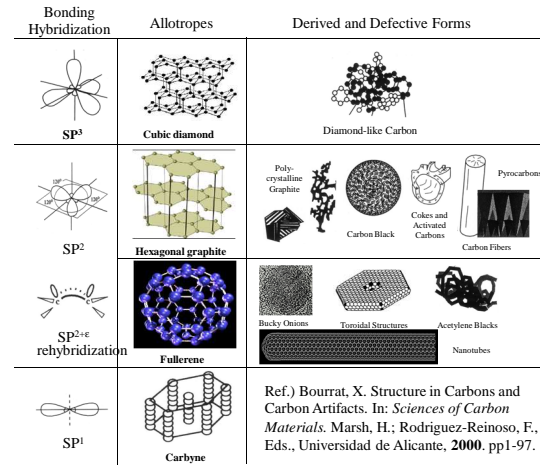 Bonding
Hybridization
Allotropes
Derived and Defective Forms
SP³
Cubic diamond
Diamond-like Carbon
120°
120°
120°
SP²
Hexagonal graphite
Poly-
crystalline
Graphite
Carbon Black
Cokes and
Activated
Carbons
Pyrocarbons
Carbon Fibers
c
c
SP²⁺ᵋ
rehybridization
Fullerene
Bucky Onions
Toroidal Structures
Acetylene Blacks
Nanotubes
SP¹
Carbyne
Ref.) Bourrat, X. Structure in Carbons and
Carbon Artifacts. In: Sciences of Carbon
Materials. Marsh, H.; Rodriguez-Reinoso, F.,
Eds., Universidad de Alicante, 2000. pp1-97.